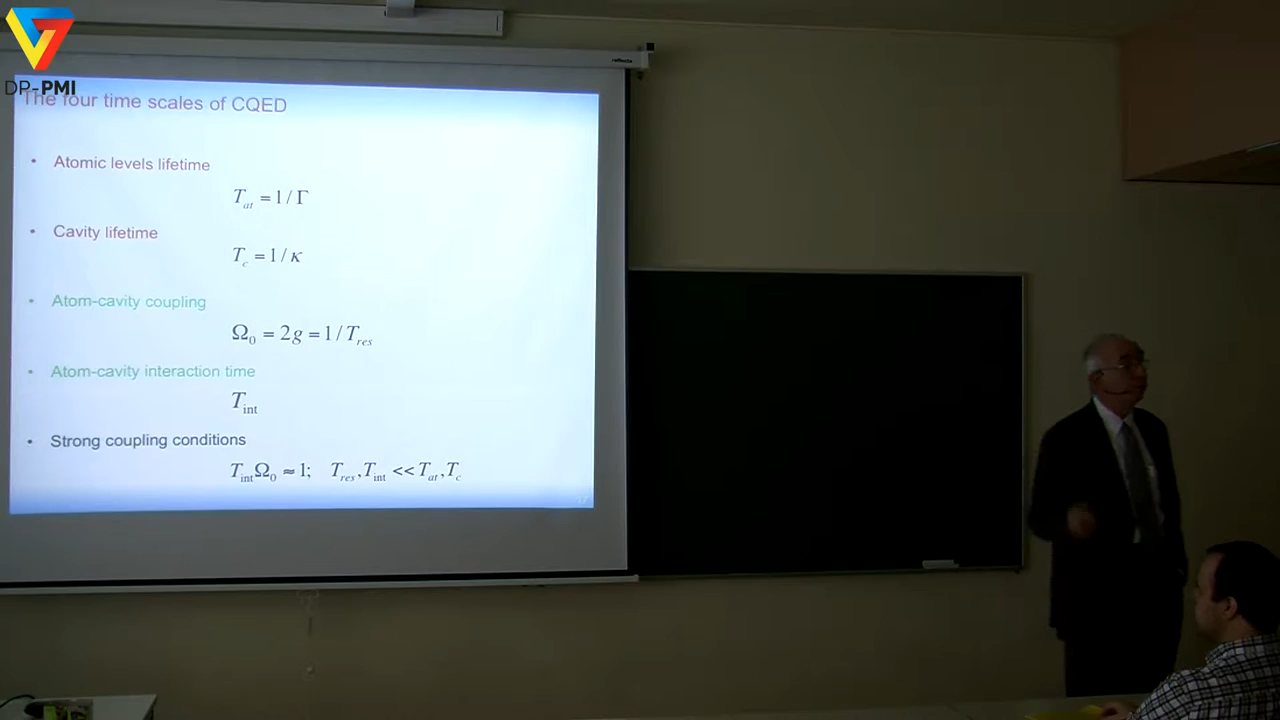 DP-PMI
The four time scales of CQED
• Atomic levels lifetime
T_at = 1 / Γ
• Cavity lifetime
T_c = 1 / κ
• Atom-cavity coupling
Ω_0 = 2g = 1 / T_res
• Atom-cavity interaction time
T_int
• Strong coupling conditions
T_int Ω_0 ≈ 1; T_res, T_int << T_at, T_c
reflecta